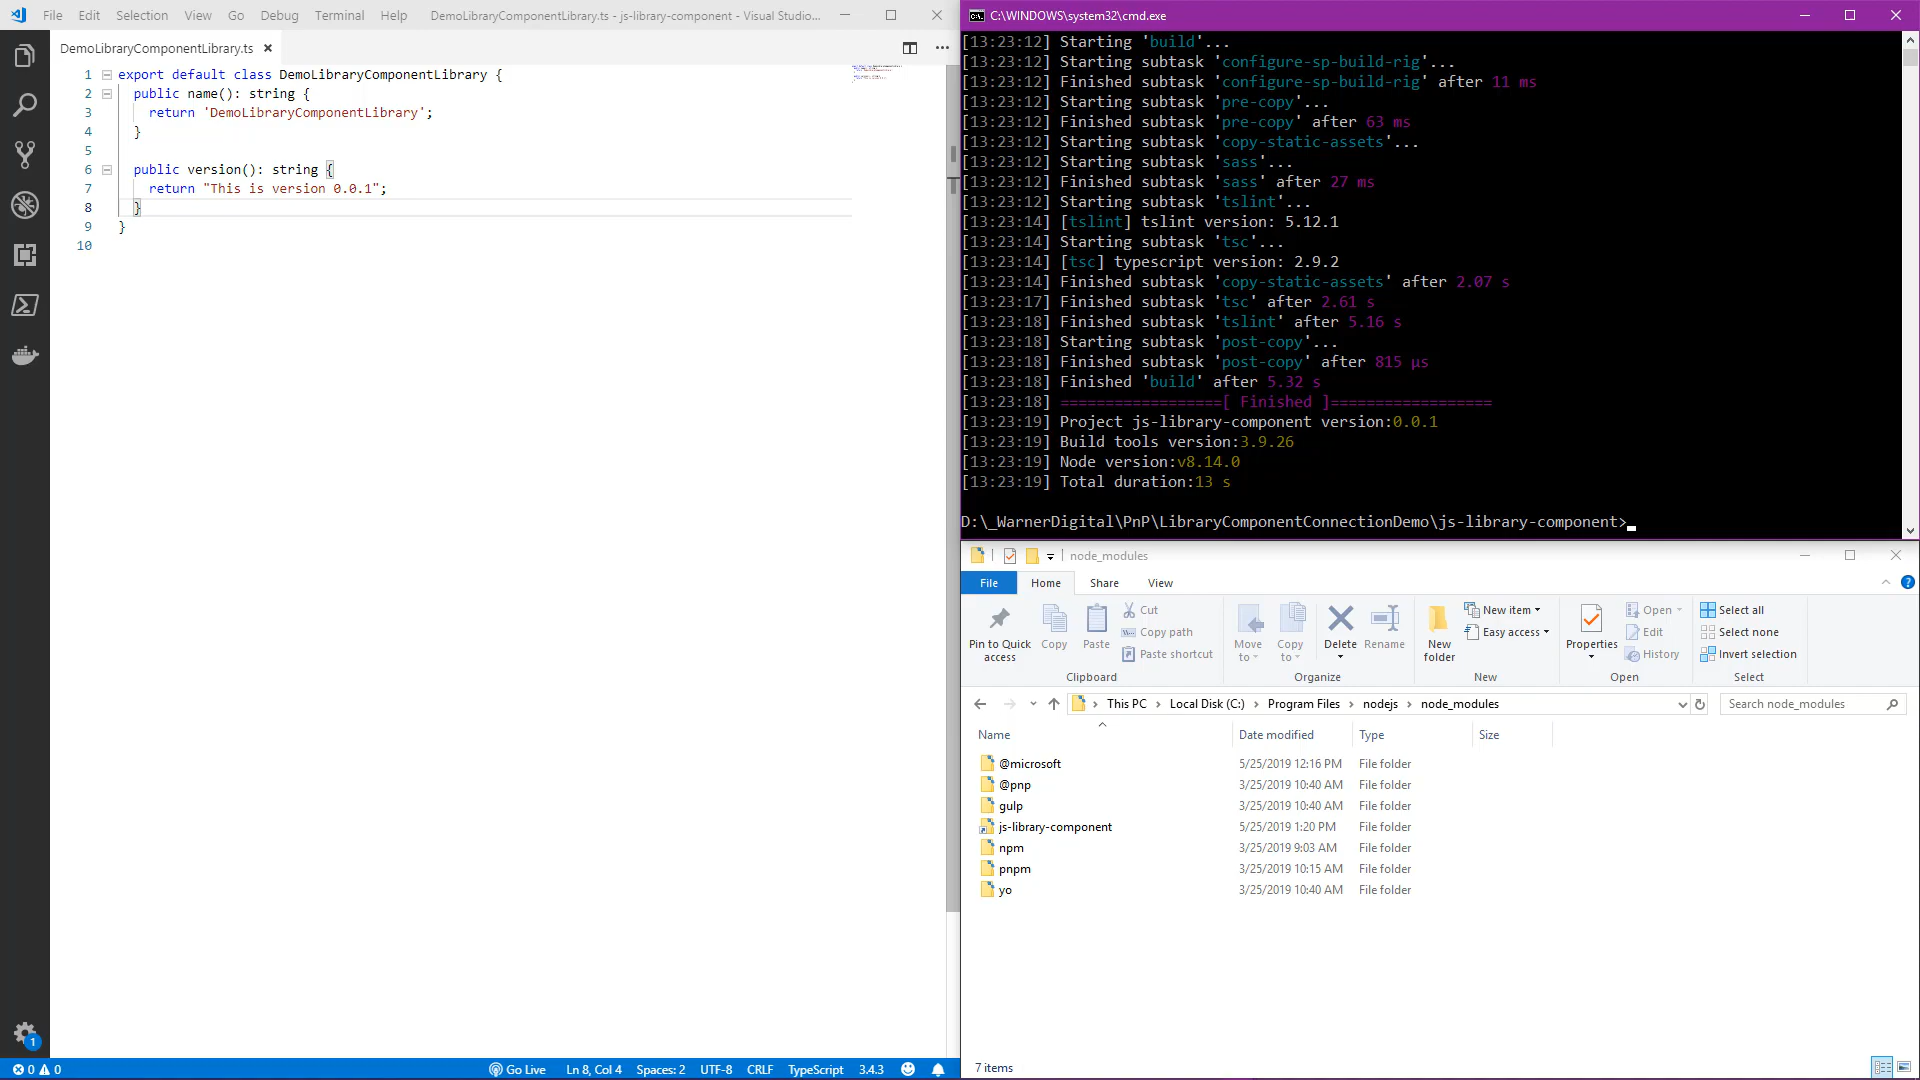 File Edit Selection View Go Debug Terminal Help DemoLibraryComponentLibrary.ts - js-library-component - Visual Studio...
DemoLibraryComponentLibrary.ts
1 export default class DemoLibraryComponentLibrary {
2 public name(): string {
3 return 'DemoLibraryComponentLibrary';
4 }
5
6 public version(): string {
7 return "This is version 0.0.1";
8 }
9 }
10
1
0 0 Go Live Ln 8, Col 4 Spaces: 2 UTF-8 CRLF TypeScript 3.4.3
C:\WINDOWS\system32\cmd.exe
[13:23:12] Starting 'build'...
[13:23:12] Starting subtask 'configure-sp-build-rig'...
[13:23:12] Finished subtask 'configure-sp-build-rig' after 11 ms
[13:23:12] Starting subtask 'pre-copy'...
[13:23:12] Finished subtask 'pre-copy' after 63 ms
[13:23:12] Starting subtask 'copy-static-assets'...
[13:23:12] Starting subtask 'sass'...
[13:23:12] Finished subtask 'sass' after 27 ms
[13:23:12] Starting subtask 'tslint'...
[13:23:14] [tslint] tslint version: 5.12.1
[13:23:14] Starting subtask 'tsc'...
[13:23:14] [tsc] typescript version: 2.9.2
[13:23:14] Finished subtask 'copy-static-assets' after 2.07 s
[13:23:17] Finished subtask 'tsc' after 2.61 s
[13:23:18] Finished subtask 'tslint' after 5.16 s
[13:23:18] Starting subtask 'post-copy'...
[13:23:18] Finished subtask 'post-copy' after 815 μs
[13:23:18] Finished 'build' after 5.32 s
[13:23:18] ==================[ Finished ]==================
[13:23:19] Project js-library-component version:0.0.1
[13:23:19] Build tools version:3.9.26
[13:23:19] Node version:v8.14.0
[13:23:19] Total duration:13 s
D:\_WarnerDigital\PnP\LibraryComponentConnectionDemo\js-library-component>
node_modules
File Home Share View
Pin to Quick access
Copy
Paste
Cut
Copy path
Paste shortcut
Clipboard
Move to
Copy to
Delete
Rename
Organize
New folder
New item
Easy access
New
Properties
Open
Edit
History
Open
Select all
Select none
Invert selection
Select
This PC > Local Disk (C:) > Program Files > nodejs > node_modules
Search node_modules
Name Date modified Type Size
@microsoft 5/25/2019 12:16 PM File folder
@pnp 3/25/2019 10:40 AM File folder
gulp 3/25/2019 10:40 AM File folder
js-library-component 5/25/2019 1:20 PM File folder
npm 3/25/2019 9:03 AM File folder
pnpm 3/25/2019 10:15 AM File folder
yo 3/25/2019 10:40 AM File folder
7 items